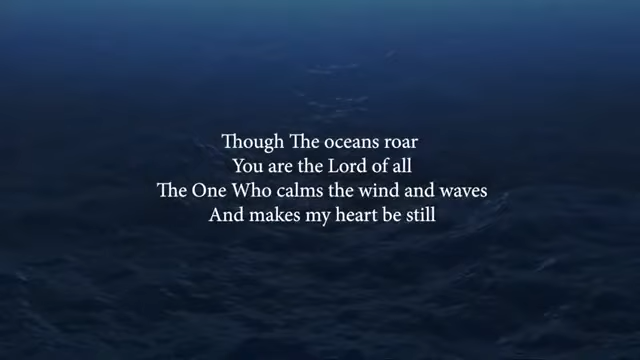 Though The oceans roar
You are the Lord of all
The One Who calms the wind and waves
And makes my heart be still